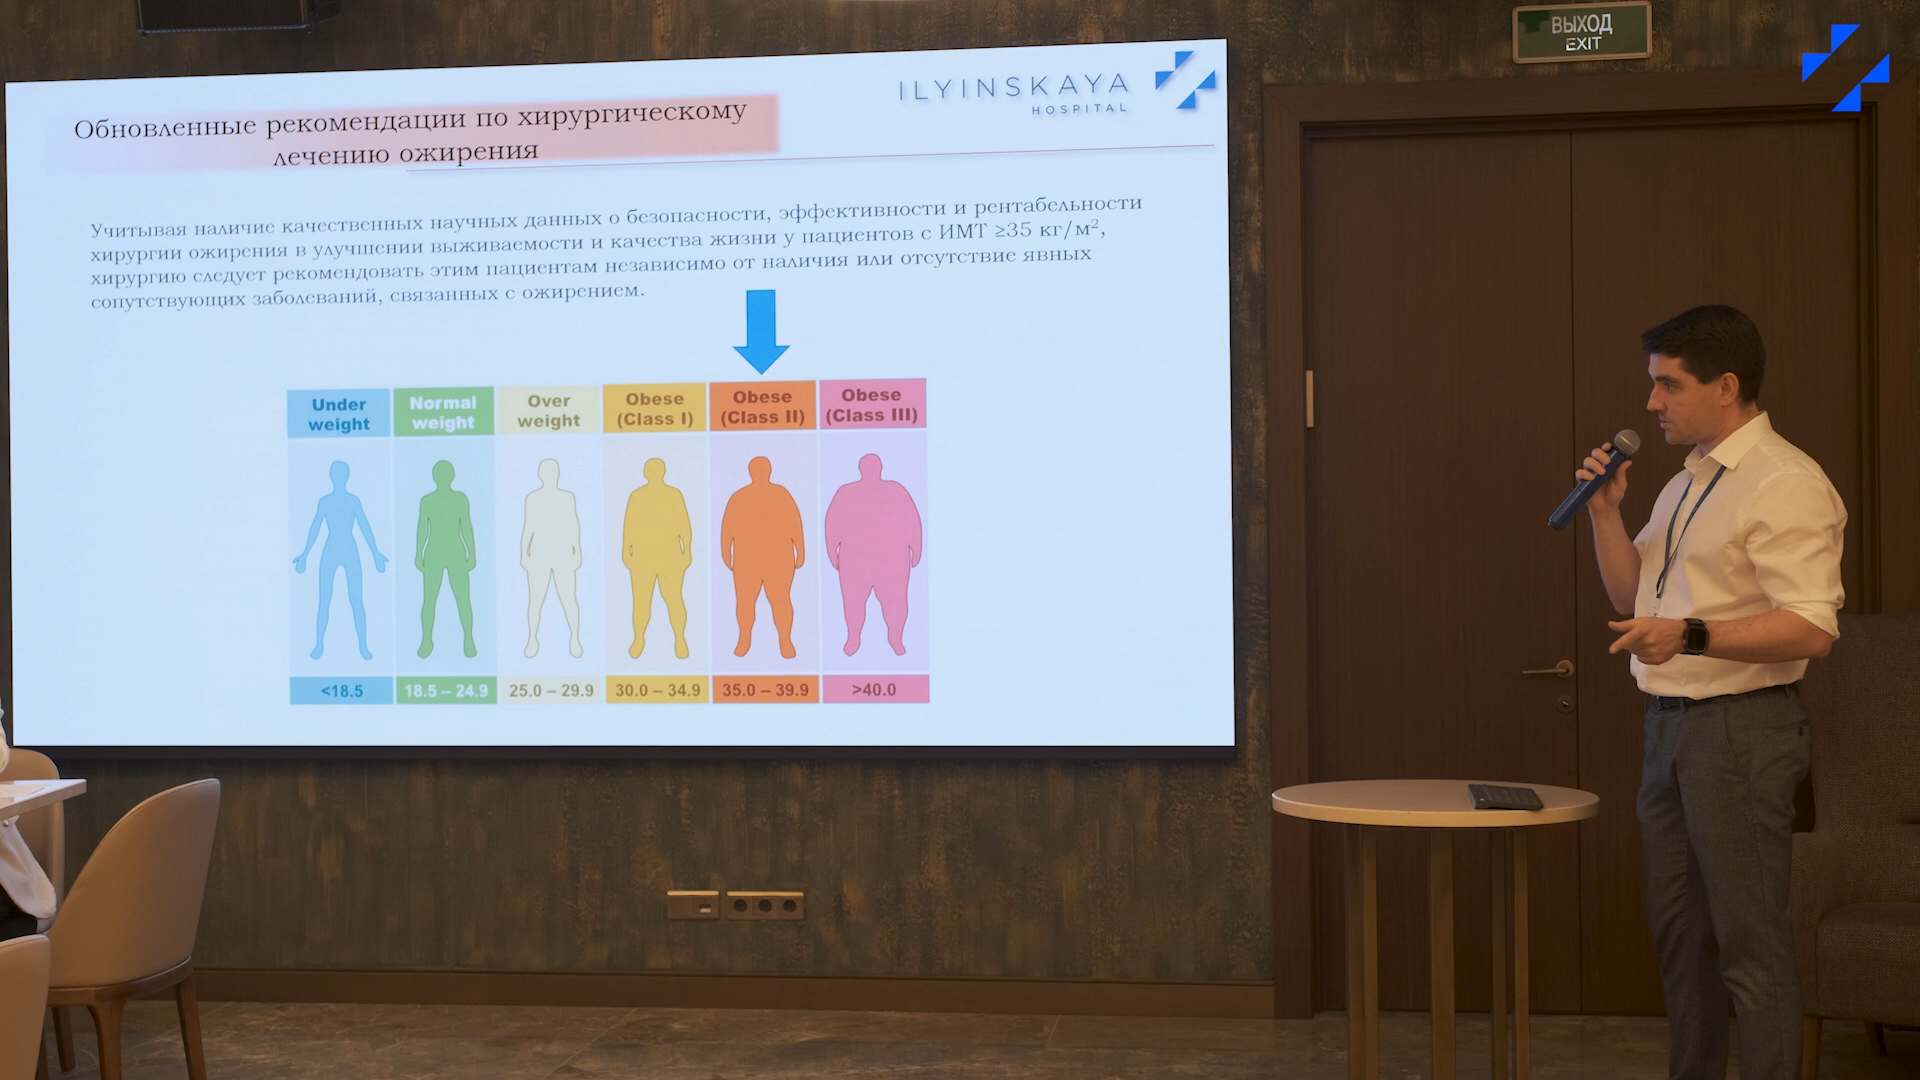 ВЫХОД
EXIT
ILYINSKAYA
HOSPITAL
Обновленные рекомендации по хирургическому
лечению ожирения
Учитывая наличие качественных научных данных о безопасности, эффективности и рентабельности
хирургии ожирения в улучшении выживаемости и качества жизни у пациентов с ИМТ ≥35 кг/м²,
хирургию следует рекомендовать этим пациентам независимо от наличия или отсутствие явных
сопутствующих заболеваний, связанных с ожирением.
Under weight
Normal weight
Over weight
Obese (Class I)
Obese (Class II)
Obese (Class III)
<18.5
18.5 – 24.9
25.0 – 29.9
30.0 – 34.9
35.0 – 39.9
>40.0